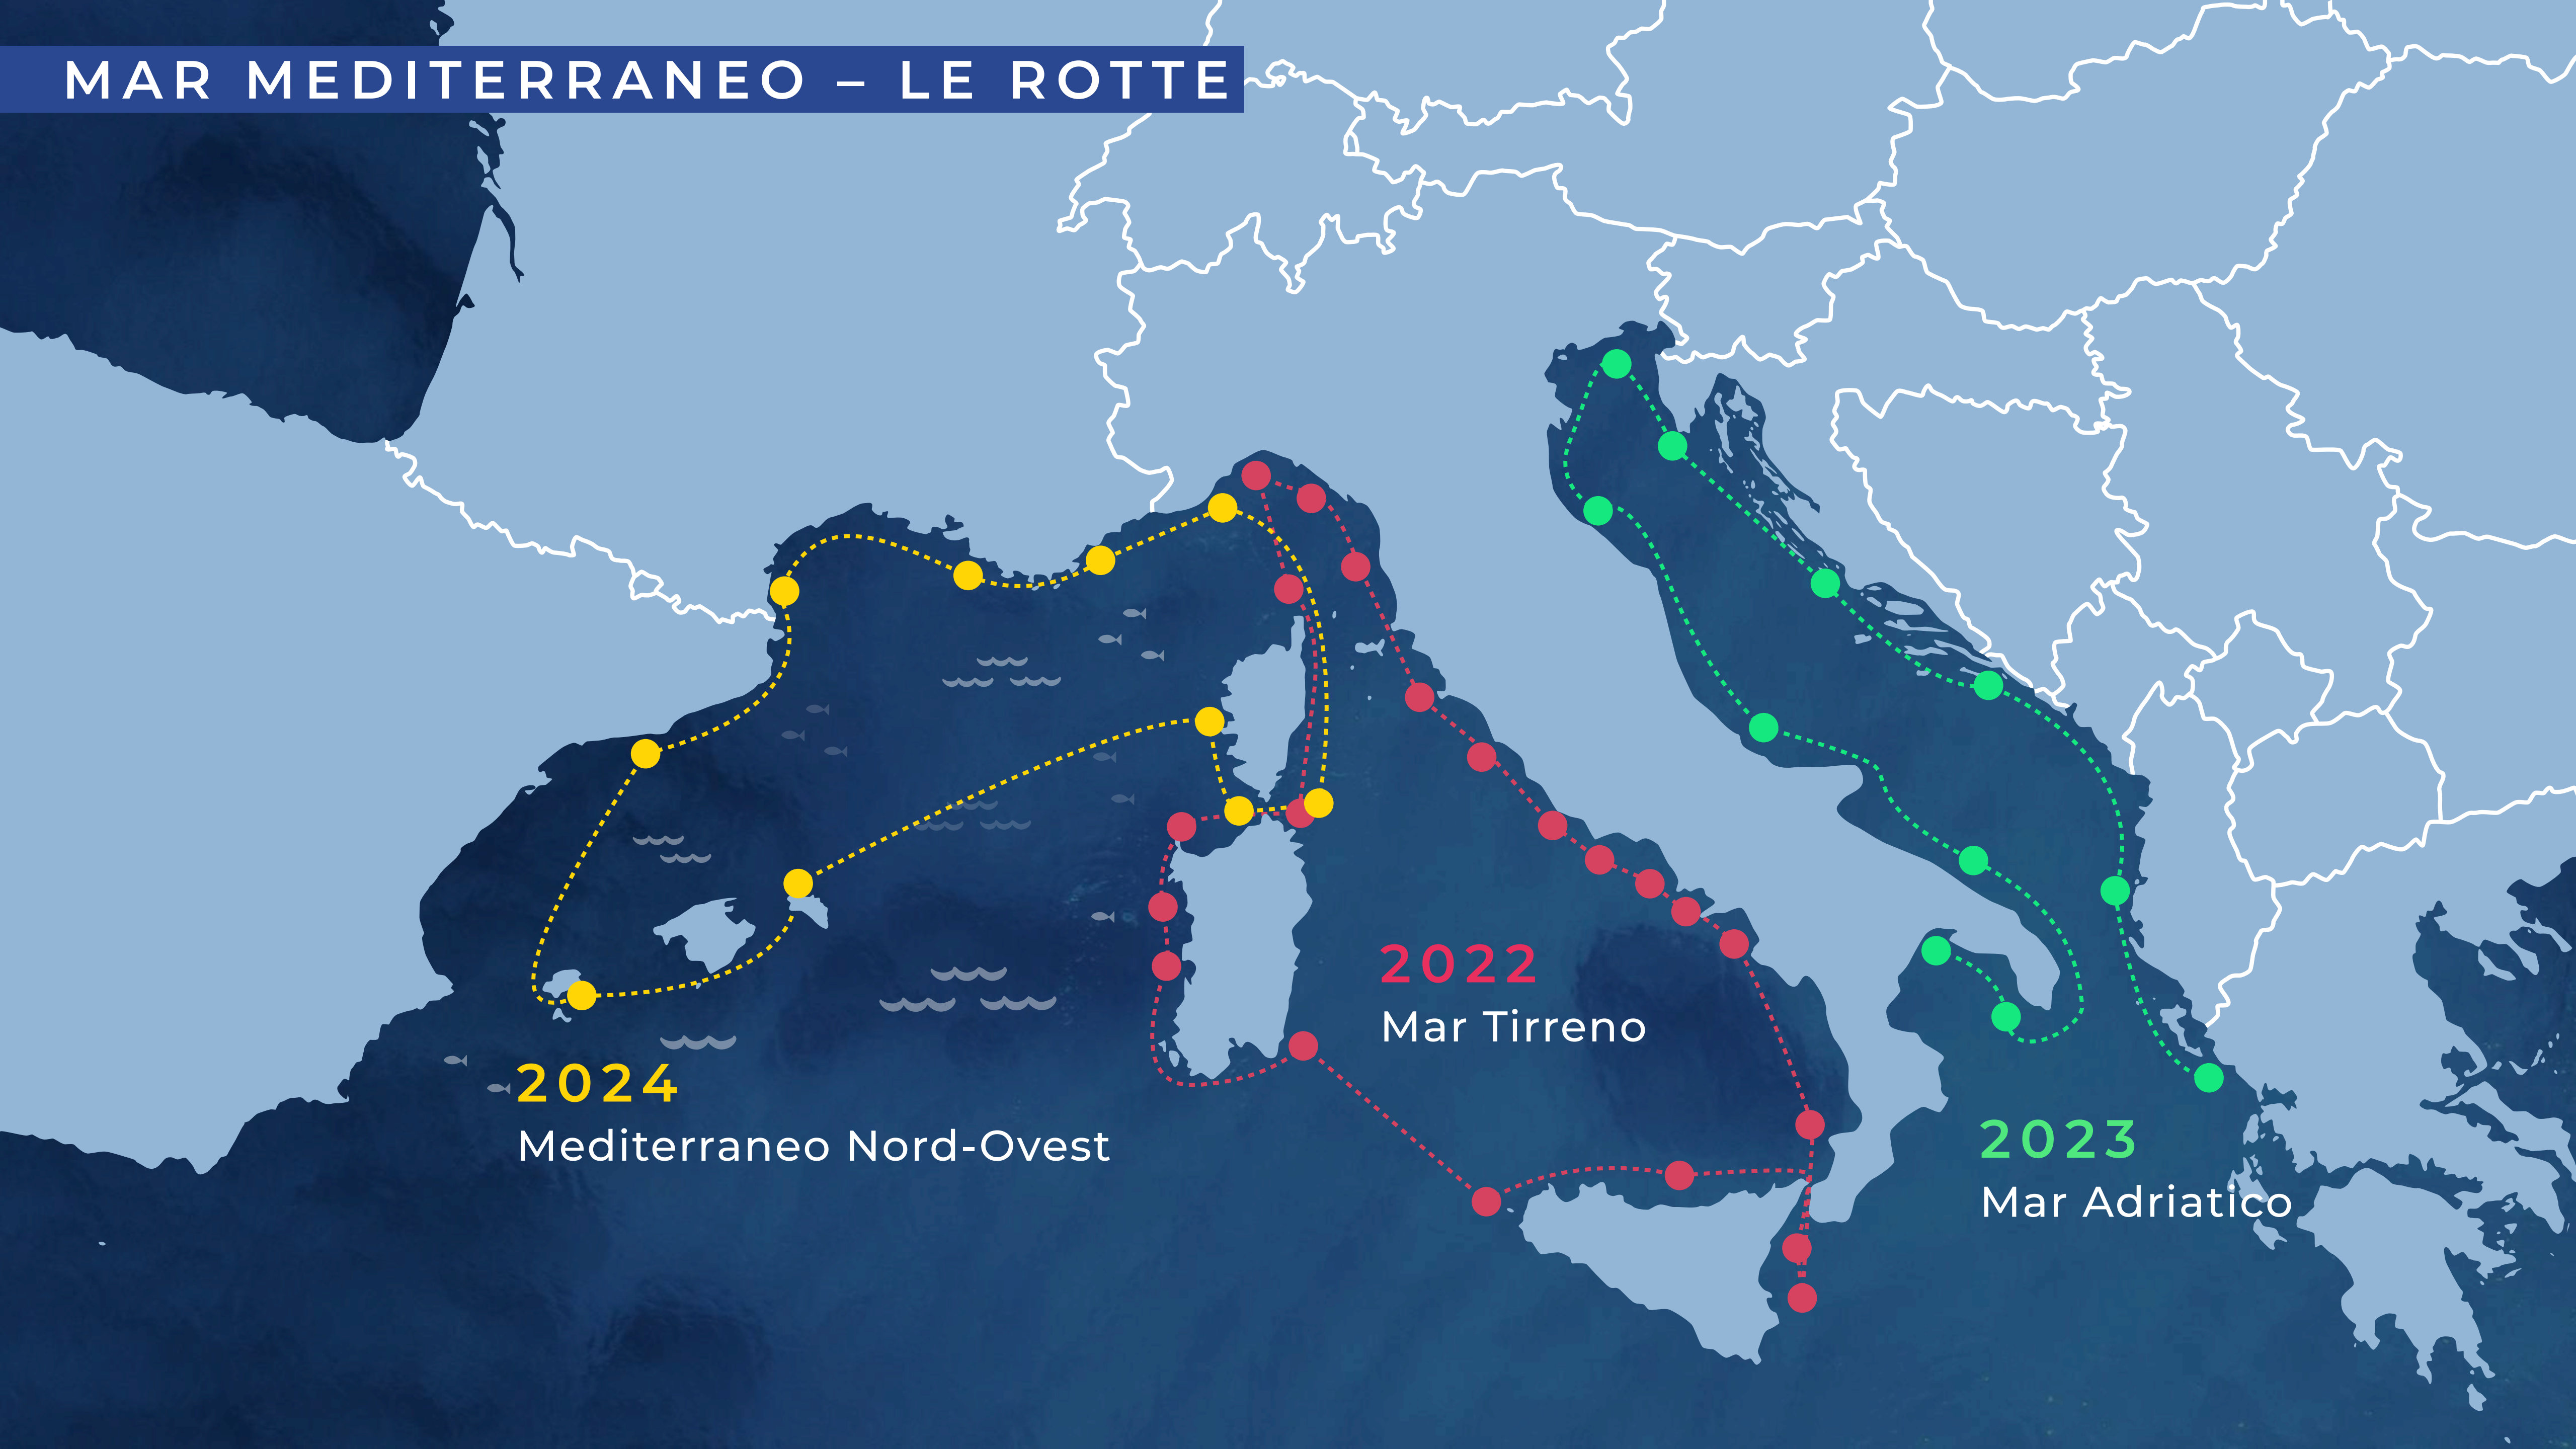 MAR MEDITERRANEO – LE ROTTE
2022
Mar Tirreno
2024
Mediterraneo Nord-Ovest
2023
Mar Adriatico